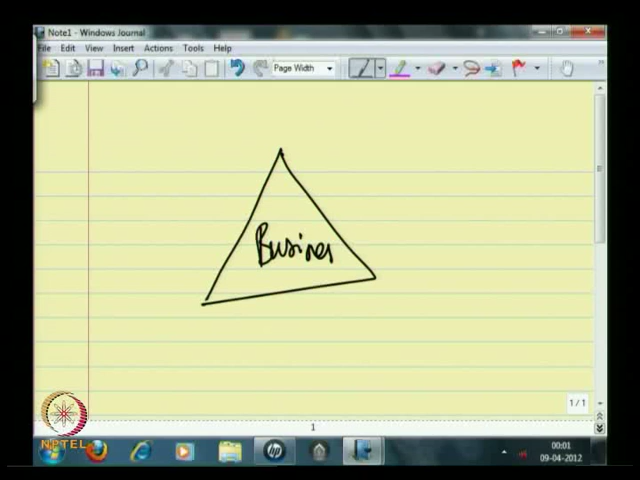 Note1 - Windows Journal
File Edit View Insert Actions Tools Help
Page Width
Busines
1 / 1
1
NPTEL
00:01
09-04-2012